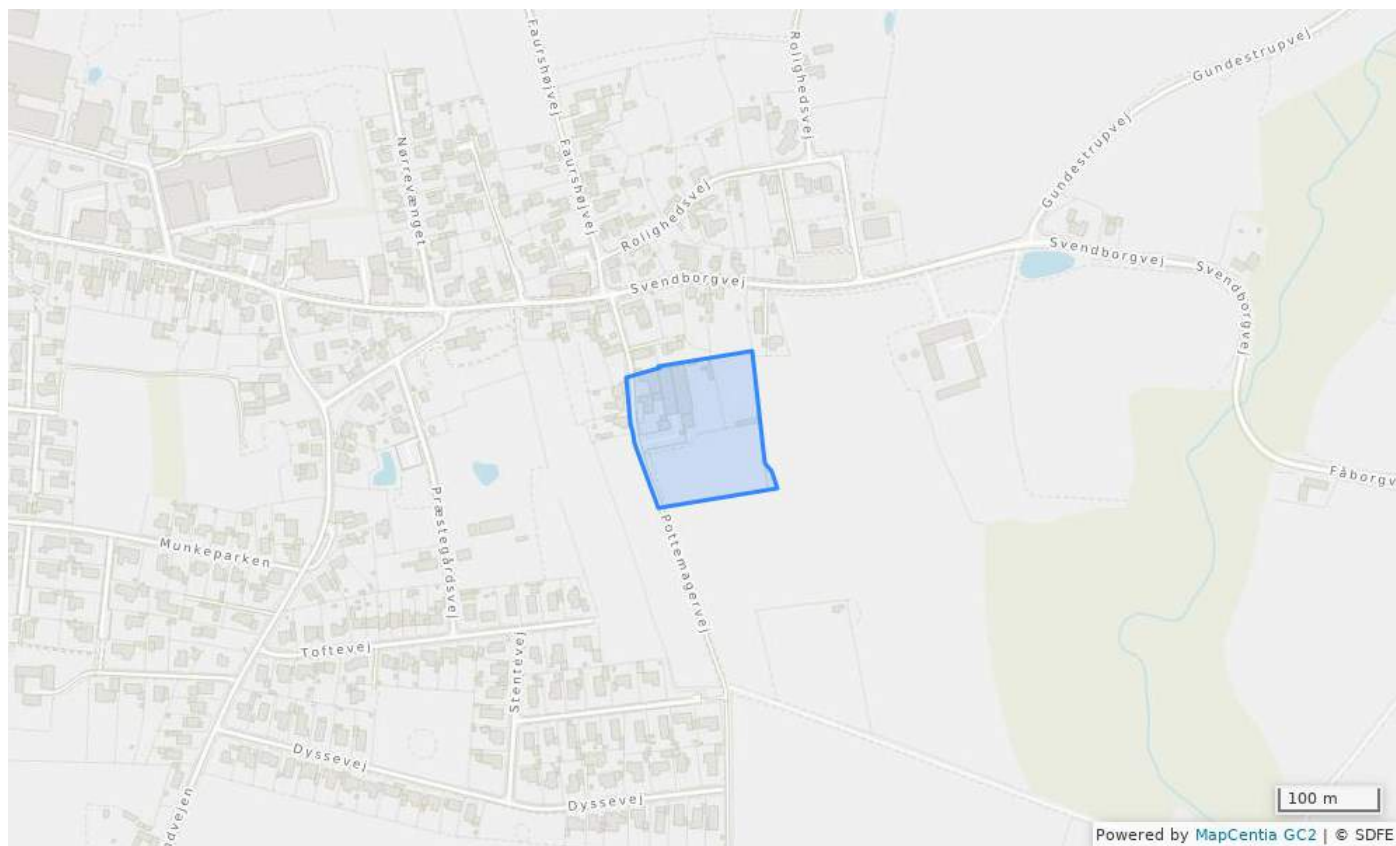 Faurshøjvej
Rolighedsvej
Gundestrupvej
Nørrevænget
Faurshøjvej
Gundestrupvej
Rolighedsvej
Svendborgvej
Svendborgvej
Svendborgvej
Fåborgv
Præstegårdsvej
Pottemagervej
Munkeparken
Toftevej
Stentevej
Dyssevej
Dyssevej
ndvejen
100 m
Powered by MapCentia GC2 | © SDFE